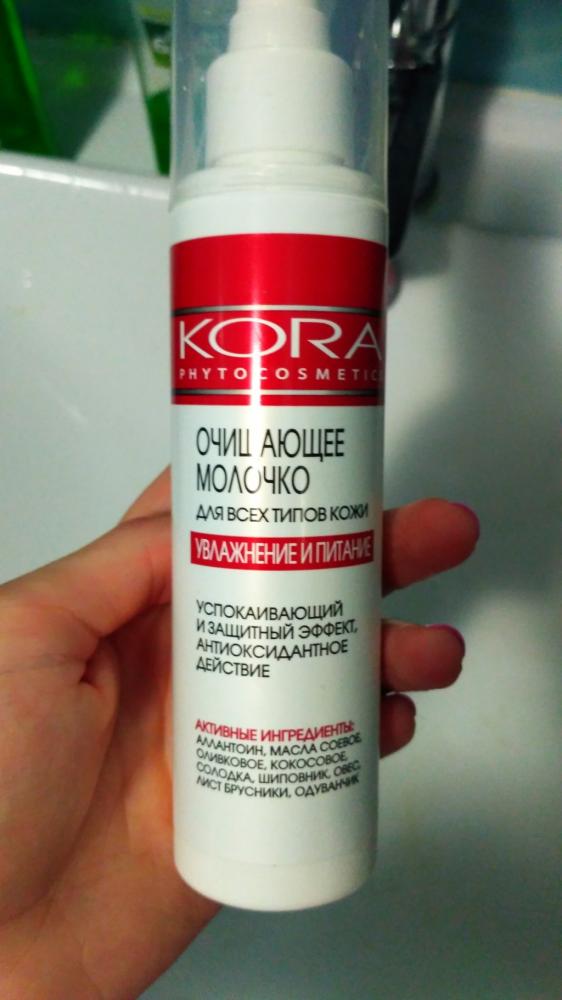 KORA
PHYTOCOSMETICS
ОЧИЩАЮЩЕЕ
МОЛОЧКО
ДЛЯ ВСЕХ ТИПОВ КОЖИ
УВЛАЖНЕНИЕ И ПИТАНИЕ
УСПОКАИВАЮЩИЙ
И ЗАЩИТНЫЙ ЭФФЕКТ,
АНТИОКСИДАНТНОЕ
ДЕЙСТВИЕ
АКТИВНЫЕ ИНГРЕДИЕНТЫ:
АЛЛАНТОИН, МАСЛА СОЕВОЕ,
ОЛИВКОВОЕ, КОКОСОВОЕ,
СОЛОДКА, ШИПОВНИК, ОВЕС,
ЛИСТ БРУСНИКИ, ОДУВАНЧИК